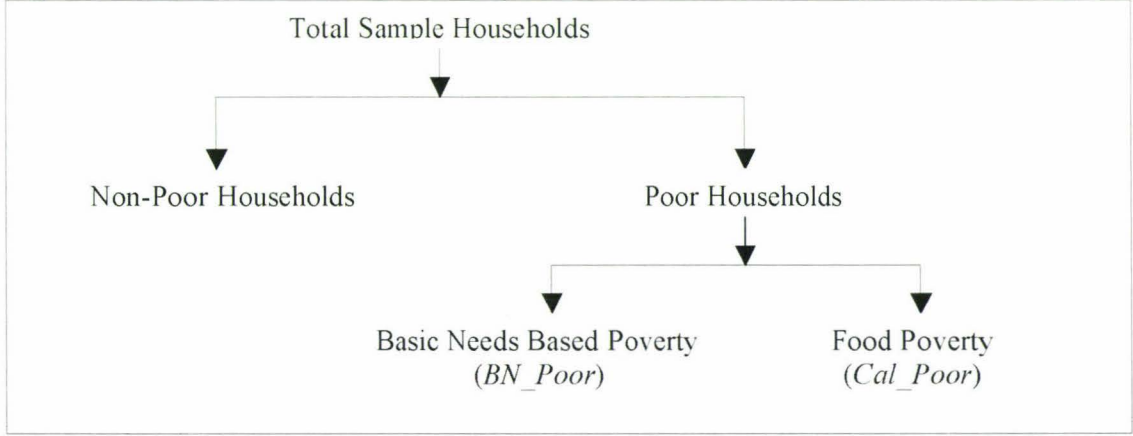 Total Sample Households
Non-Poor Households
Poor Households
Basic Needs Based Poverty
(BN_Poor)
Food Poverty
(Cal_Poor)